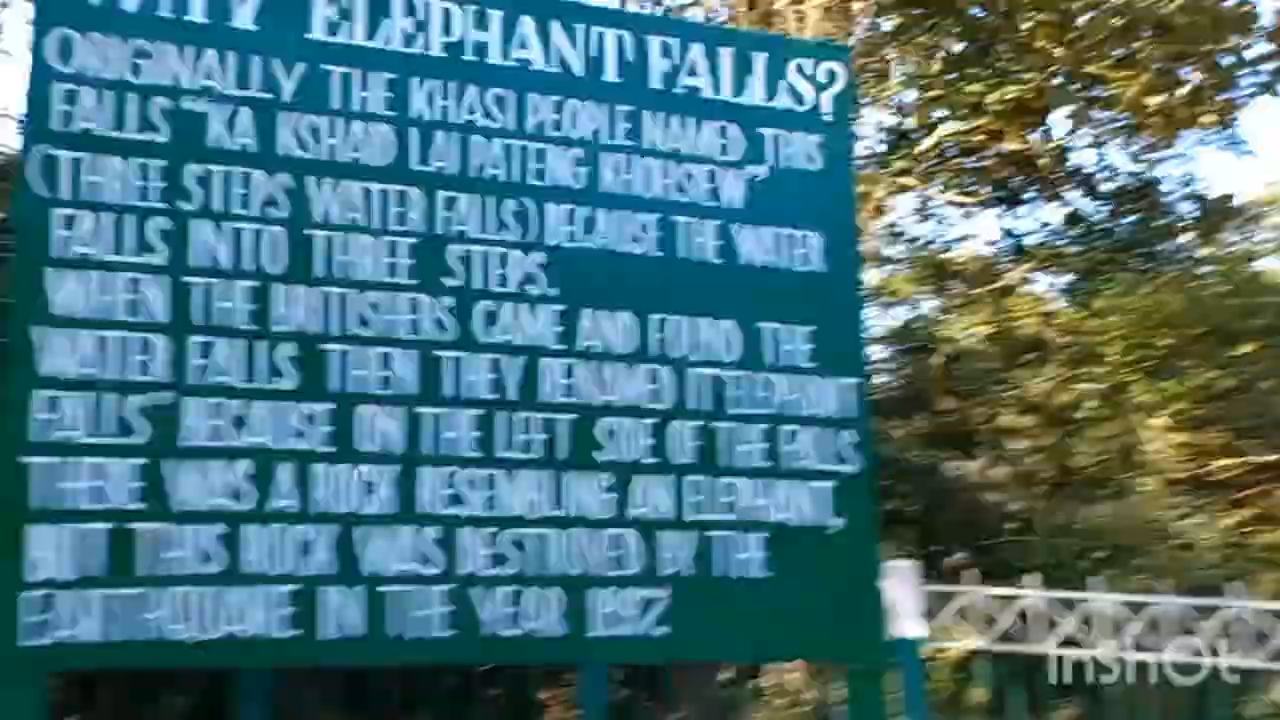 WHY ELEPHANT FALLS?
ORIGINALLY THE KHASI PEOPLE NAMED THIS
FALLS "KA KSHAID LAI PATENG KHOHSIEW"
(THREE STEPS WATER FALLS) BECAUSE THE WATER
FALLS INTO THREE STEPS.
WHEN THE BRITISHERS CAME AND FOUND THE
WATER FALLS THEN THEY RENAMED IT "ELEPHANT
FALLS" BECAUSE ON THE LEFT SIDE OF THE FALLS
THERE WAS A ROCK RESEMBLING AN ELEPHANT,
BUT THIS ROCK WAS DESTROYED BY THE
EARTHQUAKE IN THE YEAR 1897
InShOt